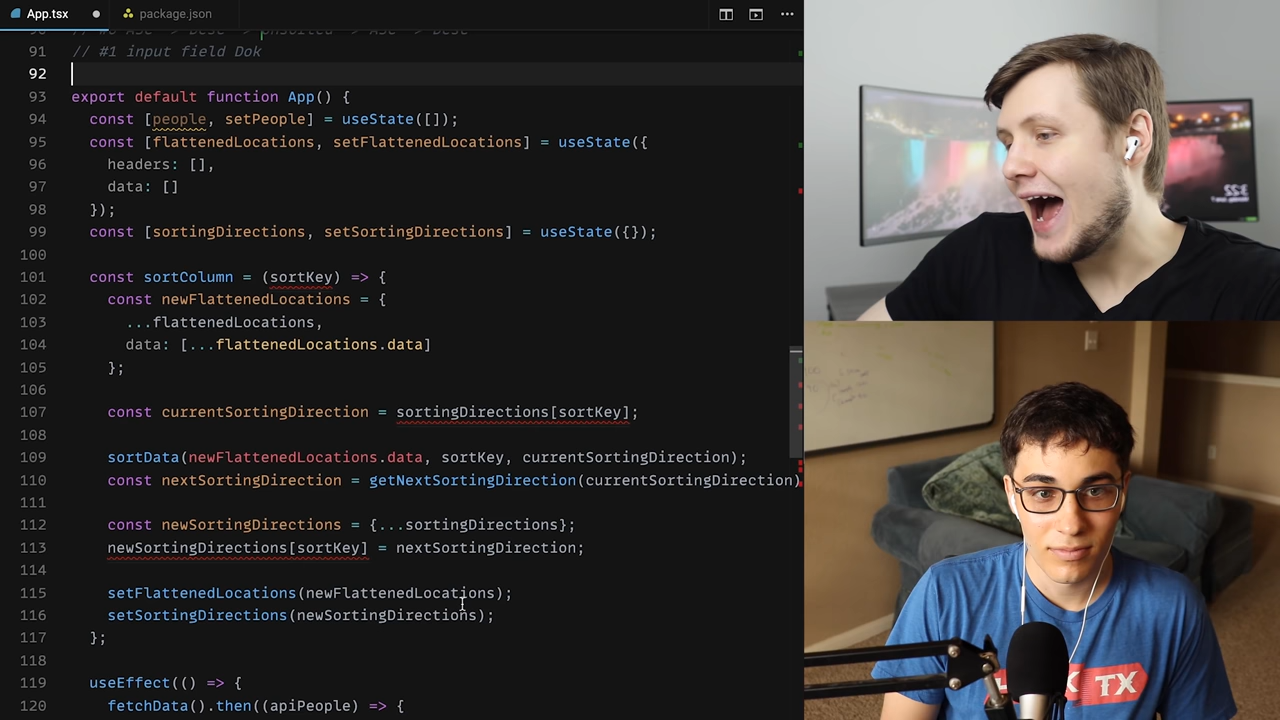 App.tsx
package.json
91 // #1 input field Dok
92
93 export default function App() {
94 const [people, setPeople] = useState([]);
95 const [flattenedLocations, setFlattenedLocations] = useState({
96 headers: [],
97 data: []
98 });
99 const [sortingDirections, setSortingDirections] = useState({});
100
101 const sortColumn = (sortKey) => {
102 const newFlattenedLocations = {
103 ...flattenedLocations,
104 data: [...flattenedLocations.data]
105 };
106
107 const currentSortingDirection = sortingDirections[sortKey];
108
109 sortData(newFlattenedLocations.data, sortKey, currentSortingDirection);
110 const nextSortingDirection = getNextSortingDirection(currentSortingDirection)
111
112 const newSortingDirections = {...sortingDirections};
113 newSortingDirections[sortKey] = nextSortingDirection;
114
115 setFlattenedLocations(newFlattenedLocations);
116 setSortingDirections(newSortingDirections);
117 };
118
119 useEffect(() => {
120 fetchData().then((apiPeople) => {
3:22
TX